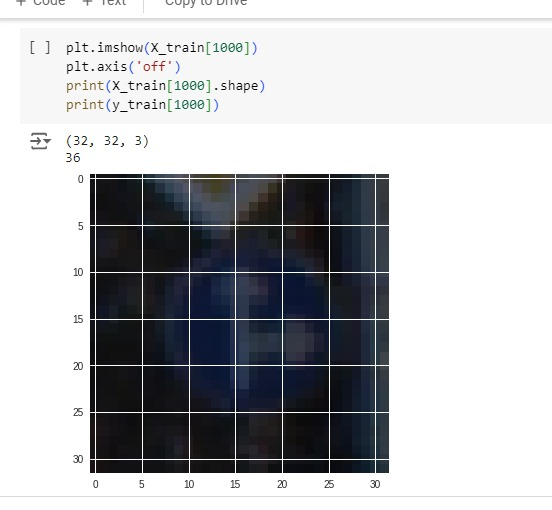 + Code + Text Copy to Drive
[ ] plt.imshow(X_train[1000])
plt.axis('off')
print(X_train[1000].shape)
print(y_train[1000])
(32, 32, 3)
36
0
5
10
15
20
25
30
0 5 10 15 20 25 30